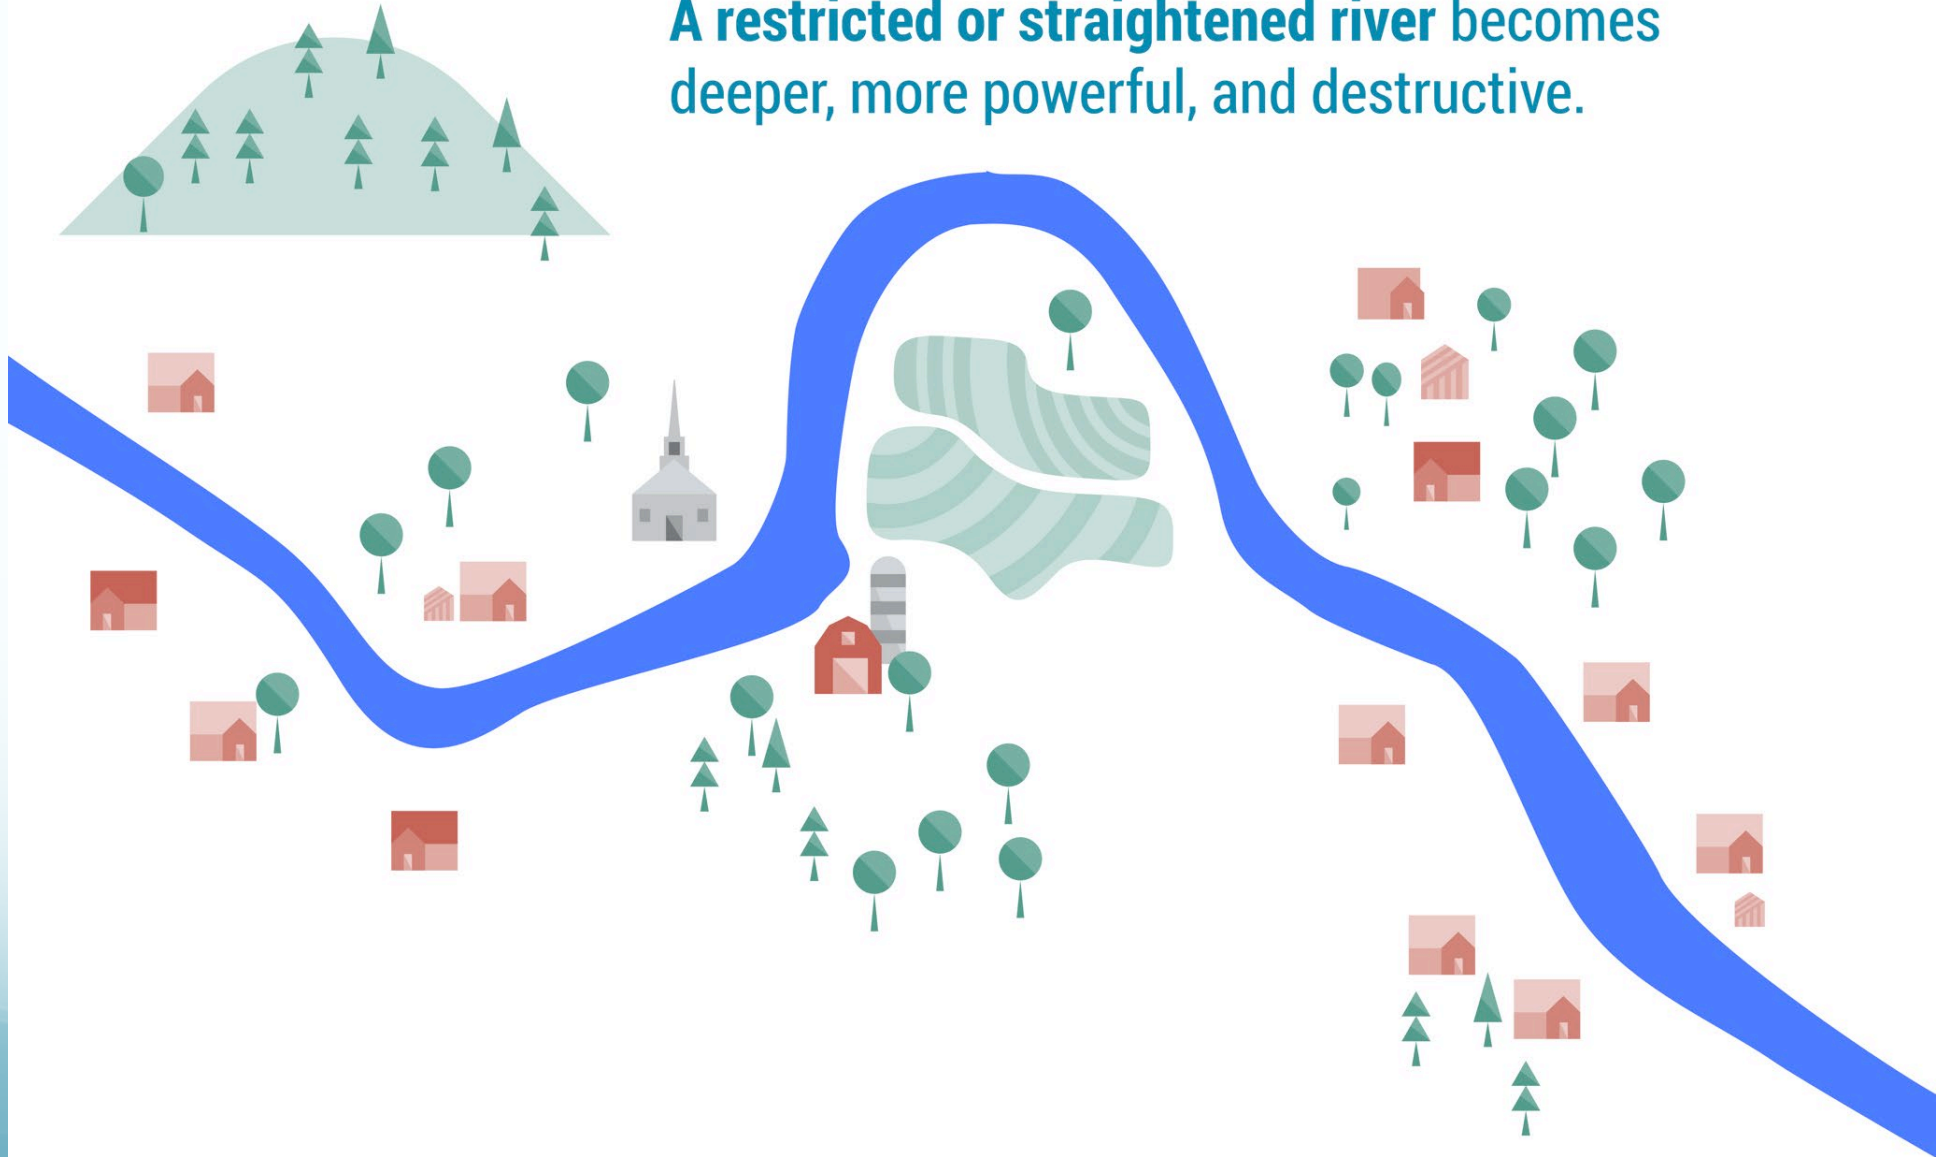 A restricted or straightened river becomes
deeper, more powerful, and destructive.